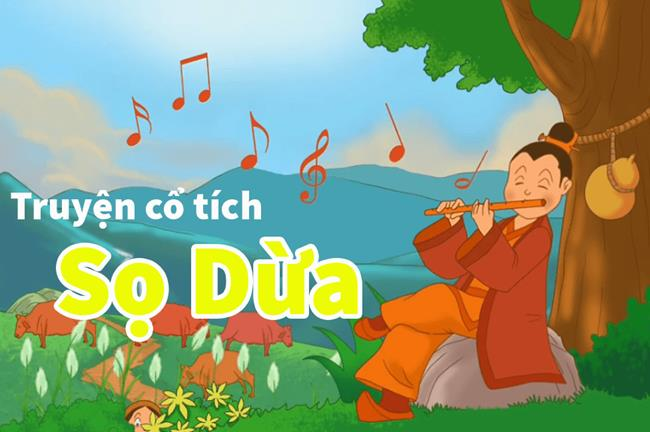 Truyện cổ tích
Sọ Dừa